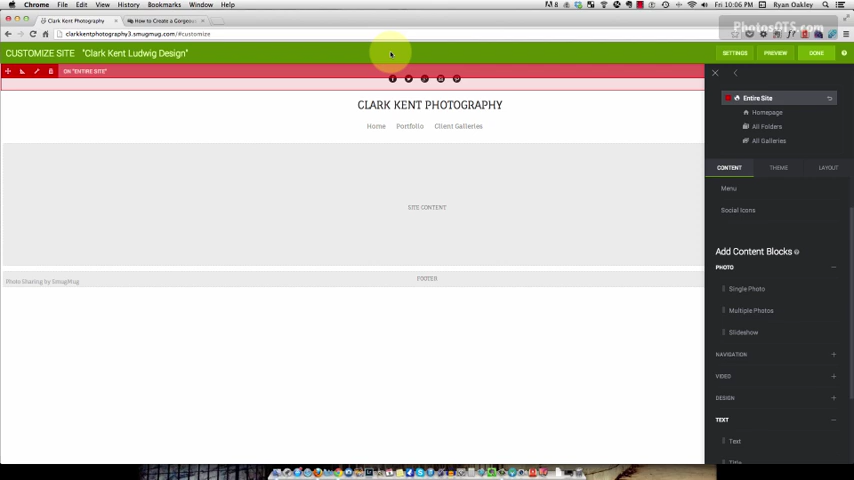 Chrome File Edit View History Bookmarks Window Help
Fri 10:06 PM Ryan Oakley
Clark Kent Photography
How to Create a Gorgeous
clarkkentphotography3.smugmug.com/#customize
PhotosOTS.com
CUSTOMIZE SITE "Clark Kent Ludwig Design"
SETTINGS PREVIEW DONE
ON "ENTIRE SITE"
CLARK KENT PHOTOGRAPHY
Home Portfolio Client Galleries
SITE CONTENT
FOOTER
Photo Sharing by SmugMug
Entire Site
Homepage
All Folders
All Galleries
CONTENT THEME LAYOUT
Menu
Social Icons
Add Content Blocks
PHOTO
Single Photo
Multiple Photos
Slideshow
NAVIGATION
VIDEO
DESIGN
TEXT
Text
Title